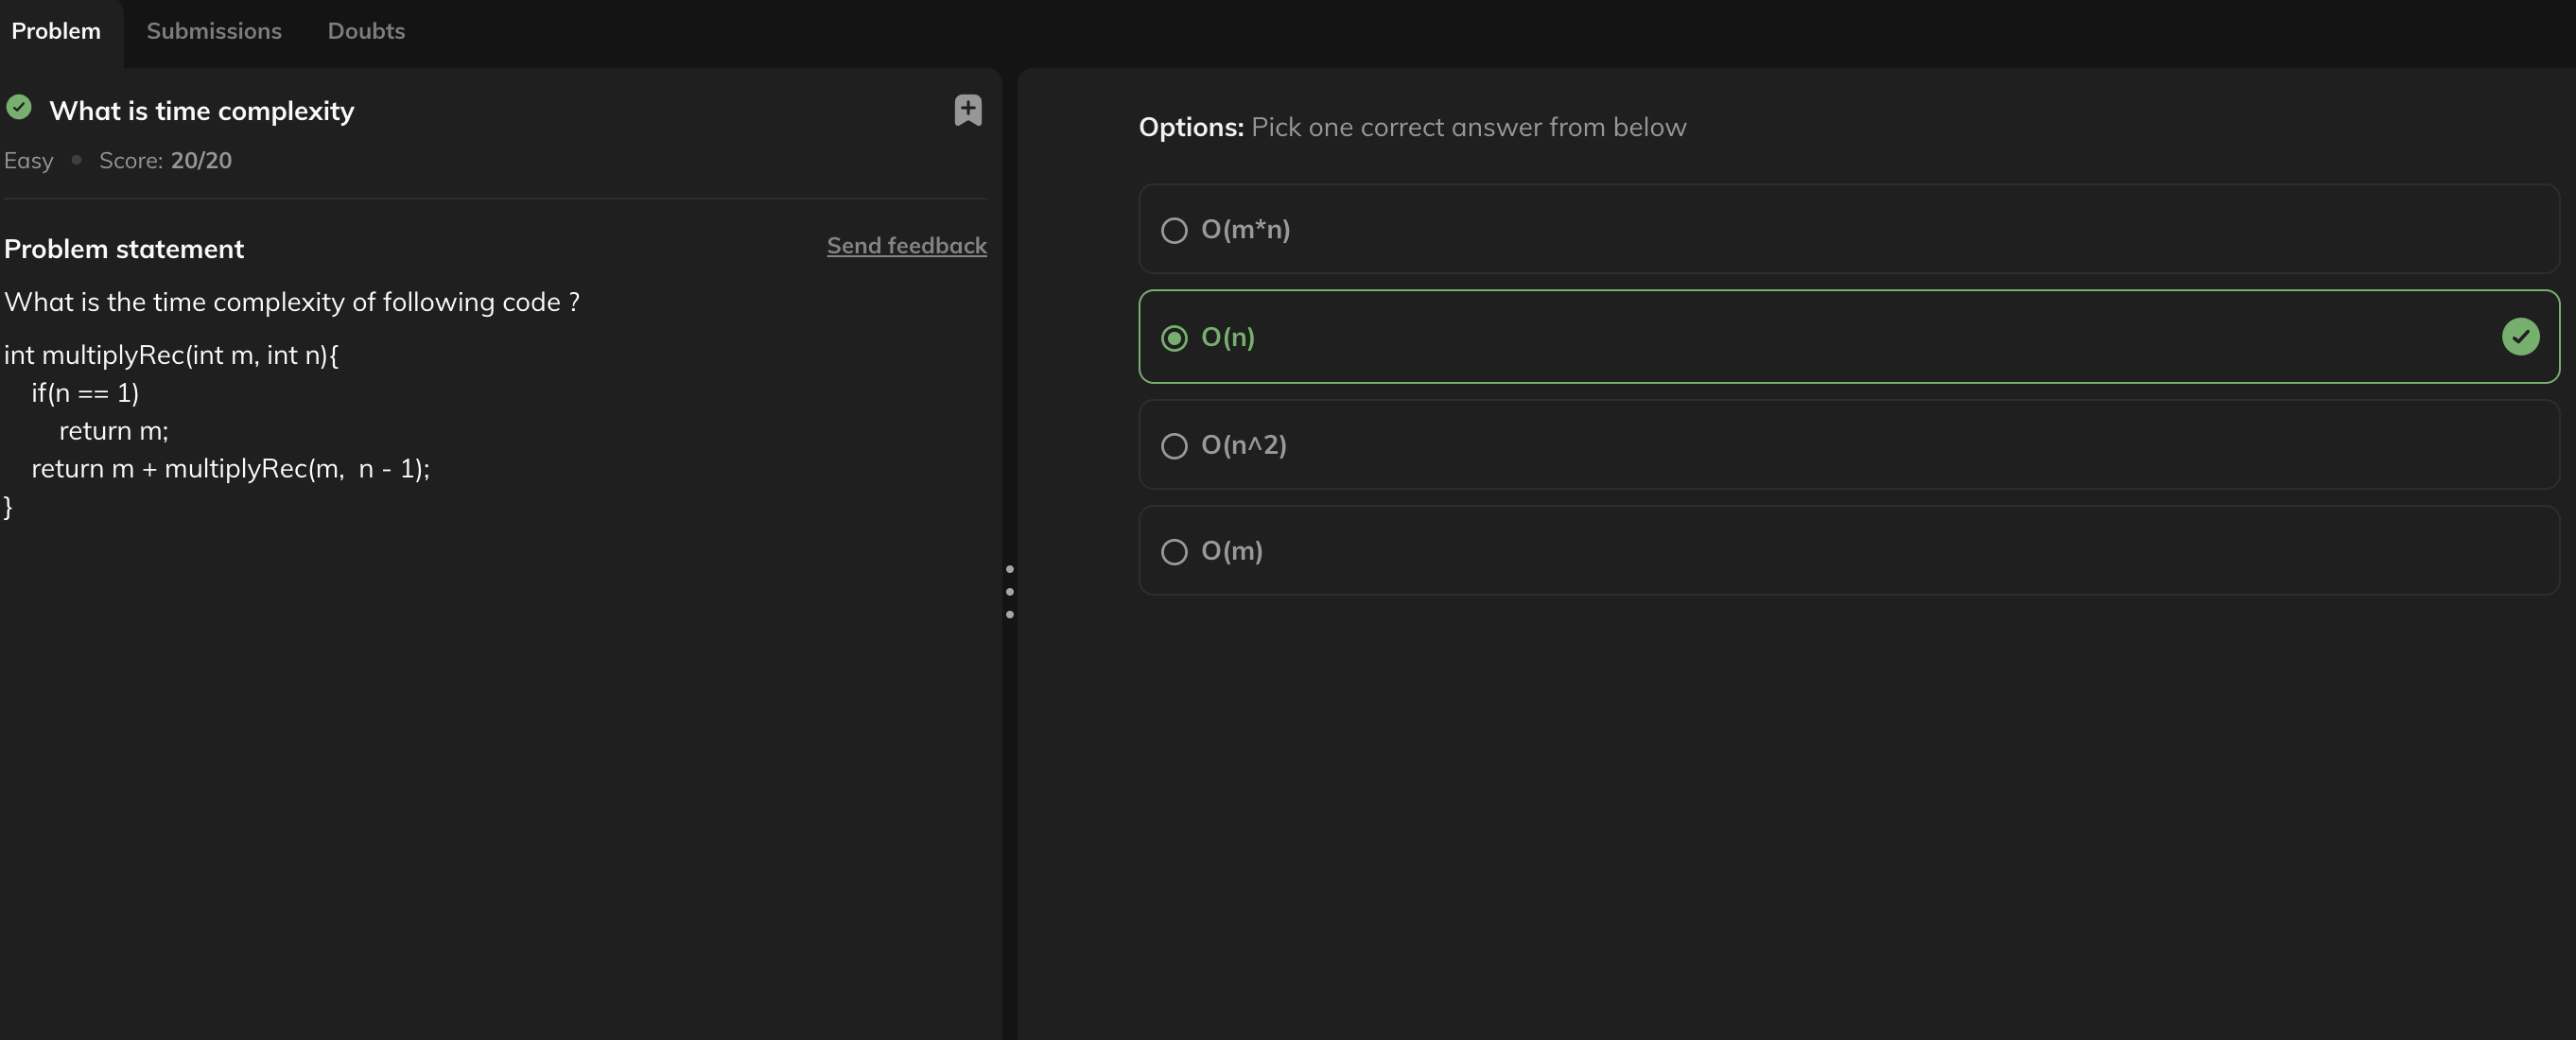 Problem Submissions Doubts
What is time complexity
Easy • Score: 20/20
Problem statement Send feedback
What is the time complexity of following code ?
int multiplyRec(int m, int n){
    if(n == 1)
        return m;
    return m + multiplyRec(m,  n - 1);
}
Options: Pick one correct answer from below
O(m*n)
O(n)
O(n^2)
O(m)